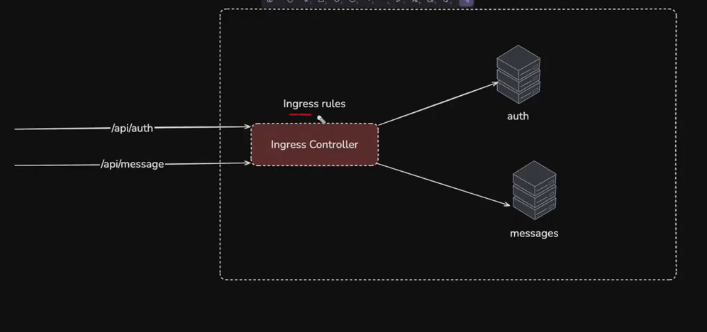 Ingress rules
auth
/api/auth
Ingress Controller
/api/message
messages